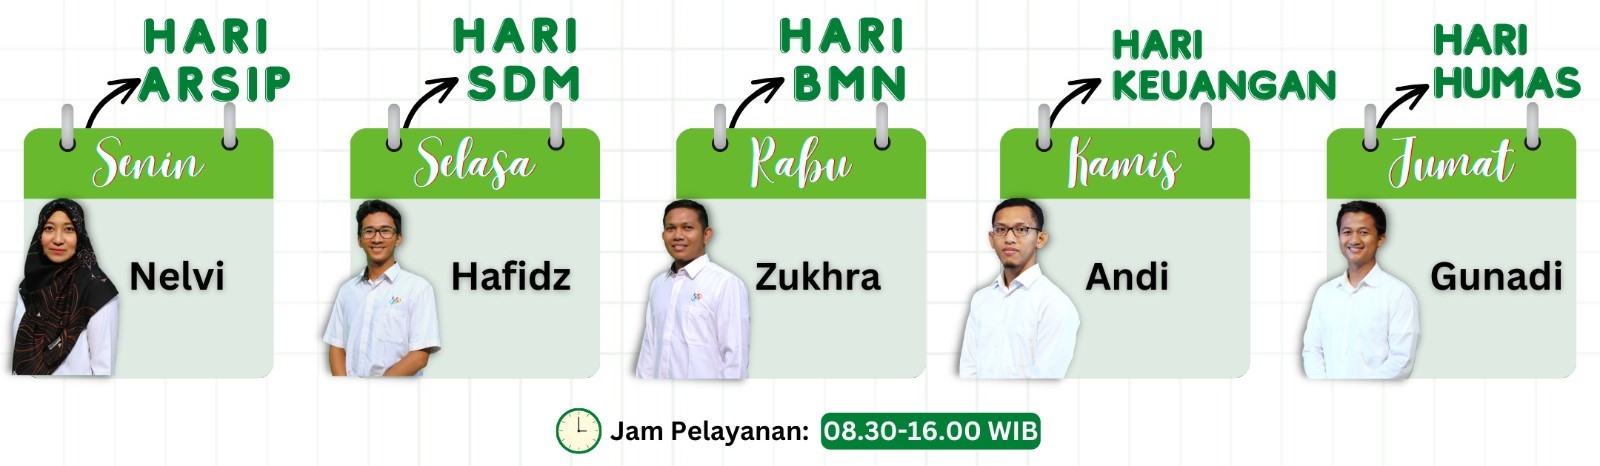 HARI
ARSIP
HARI
SDM
HARI
BMN
HARI
KEUANGAN
HARI
HUMAS
Senin
Selasa
Rabu
Kamis
Jumat
Nelvi
Hafidz
Zukhra
Andi
Gunadi
Jam Pelayanan: 08.30-16.00 WIB